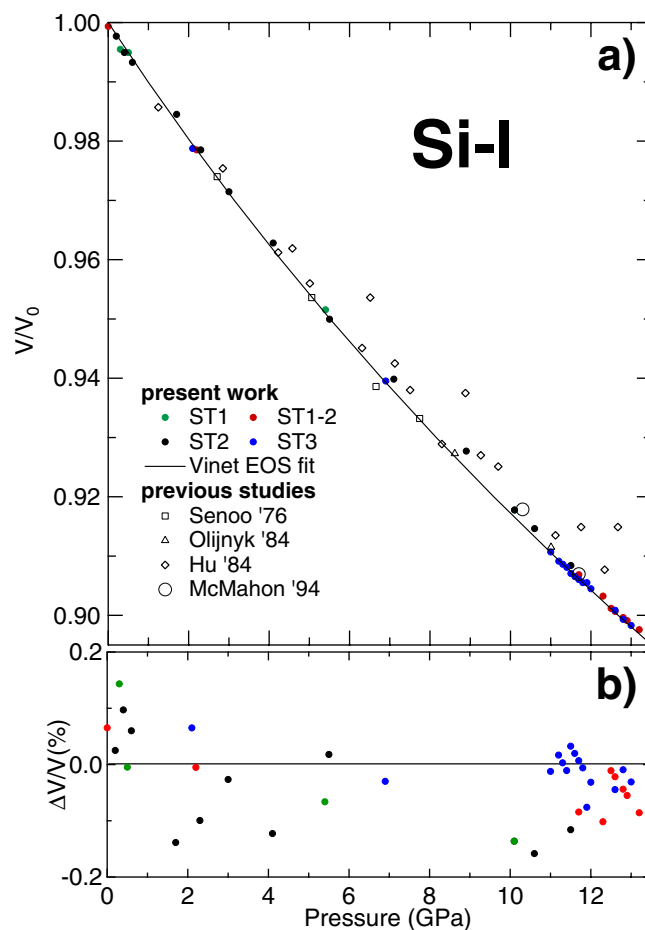 1.00
a)
Si-I
0.98
0.96
V/V0
0.94
present work
ST1
ST1-2
ST2
ST3
Vinet EOS fit
previous studies
0.92
Senoo '76
Olijnyk '84
Hu '84
McMahon '94
0.90
0.2
b)
ΔV/V(%)
0.0
-0.2
0 2 4 6 8 10 12
Pressure (GPa)